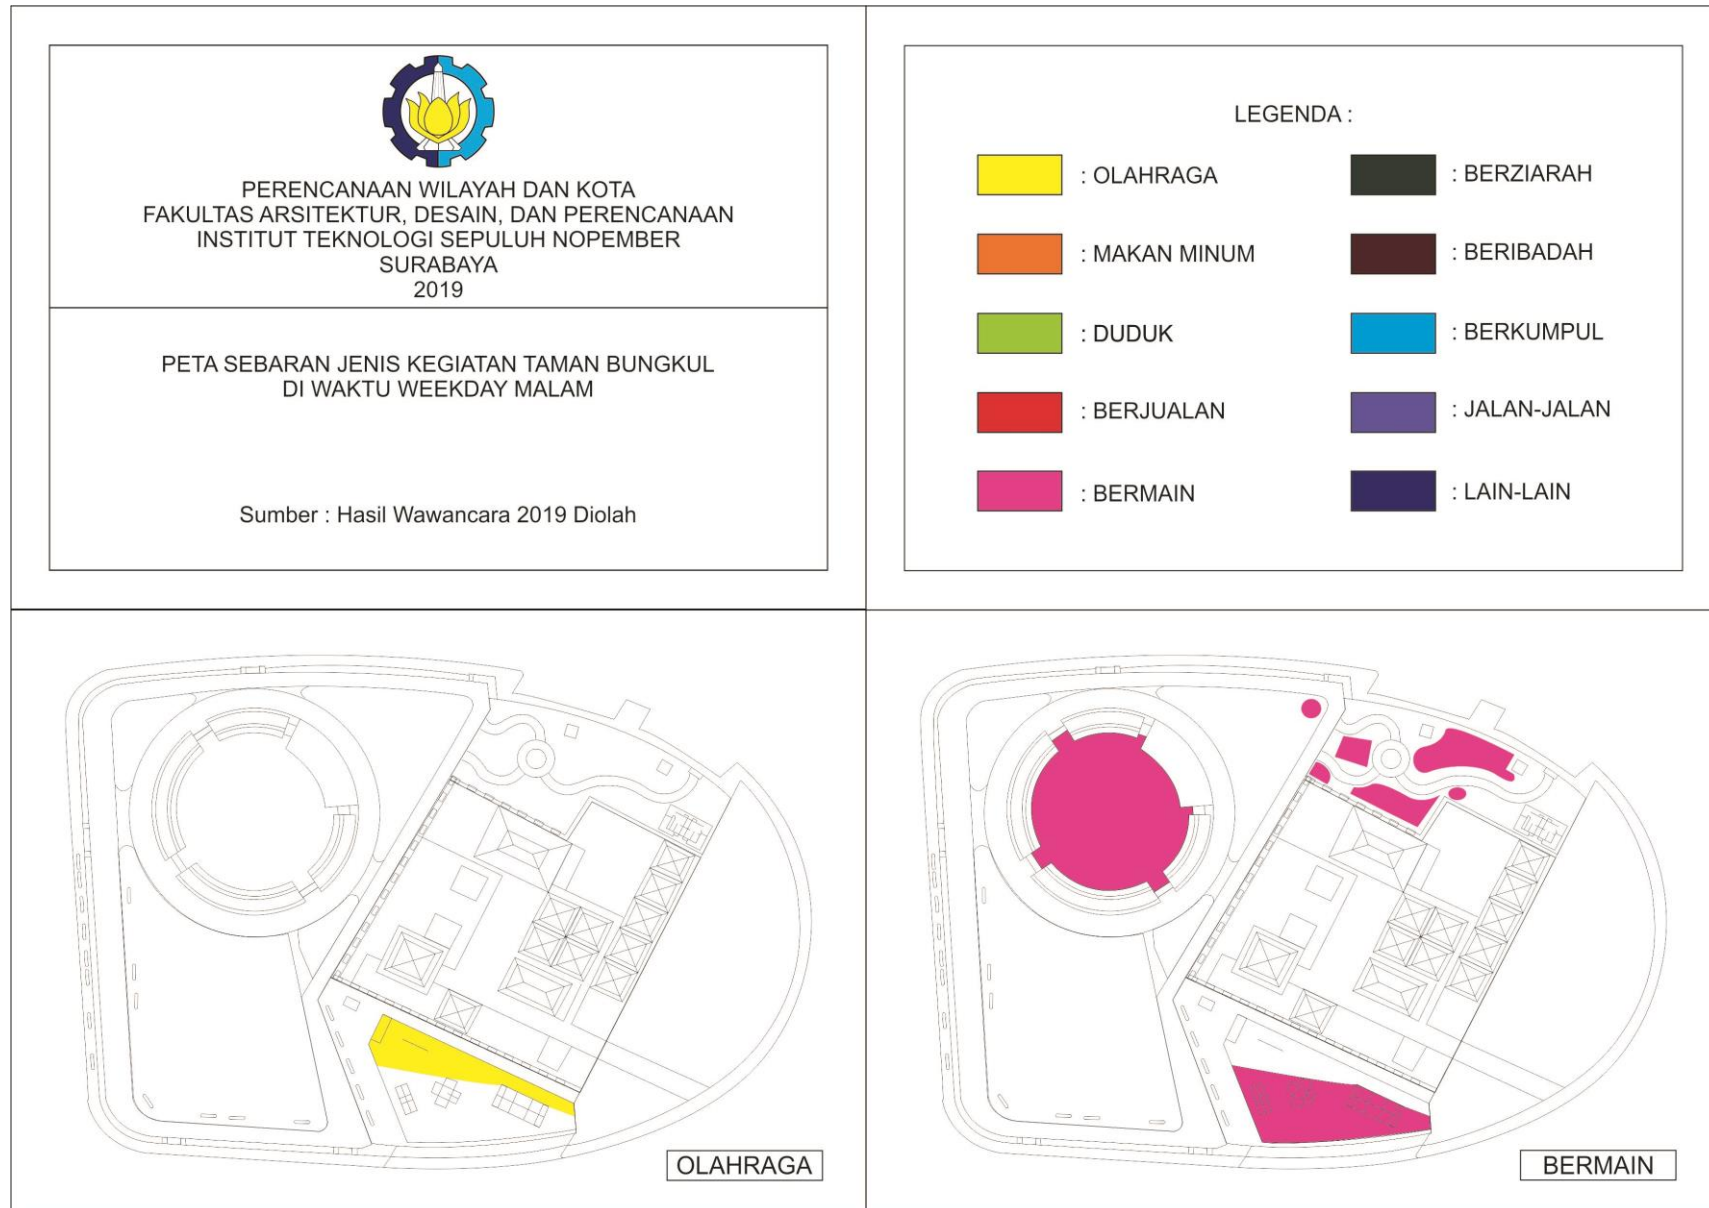 PERENCANAAN WILAYAH DAN KOTA
FAKULTAS ARSITEKTUR, DESAIN, DAN PERENCANAAN
INSTITUT TEKNOLOGI SEPULUH NOPEMBER
SURABAYA
2019
PETA SEBARAN JENIS KEGIATAN TAMAN BUNGKUL
DI WAKTU WEEKDAY MALAM
Sumber : Hasil Wawancara 2019 Diolah
LEGENDA :
: OLAHRAGA
: MAKAN MINUM
: DUDUK
: BERJUALAN
: BERMAIN
: BERZIARAH
: BERIBADAH
: BERKUMPUL
: JALAN-JALAN
: LAIN-LAIN
OLAHRAGA
BERMAIN